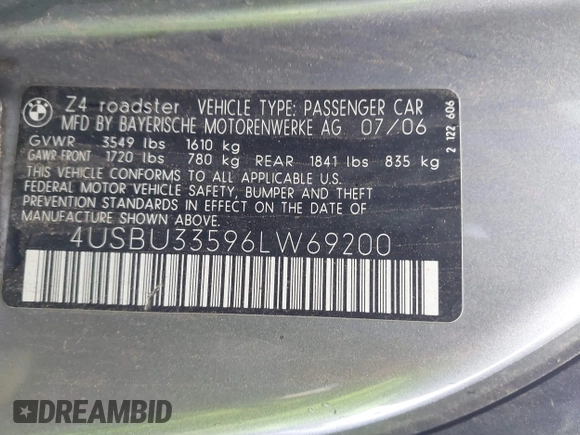 BMW
Z4 roadster VEHICLE TYPE: PASSENGER CAR
MFD BY BAYERISCHE MOTORENWERKE AG 07/06
GVWR 3549 lbs 1610 kg
GAWR FRONT 1720 lbs 780 kg REAR 1841 lbs 835 kg
THIS VEHICLE CONFORMS TO ALL APPLICABLE U.S.
FEDERAL MOTOR VEHICLE SAFETY, BUMPER AND THEFT
PREVENTION STANDARDS IN EFFECT ON THE DATE
OF MANUFACTURE SHOWN ABOVE.
4USBU33596LW69200
2 122 606
DREAMBID